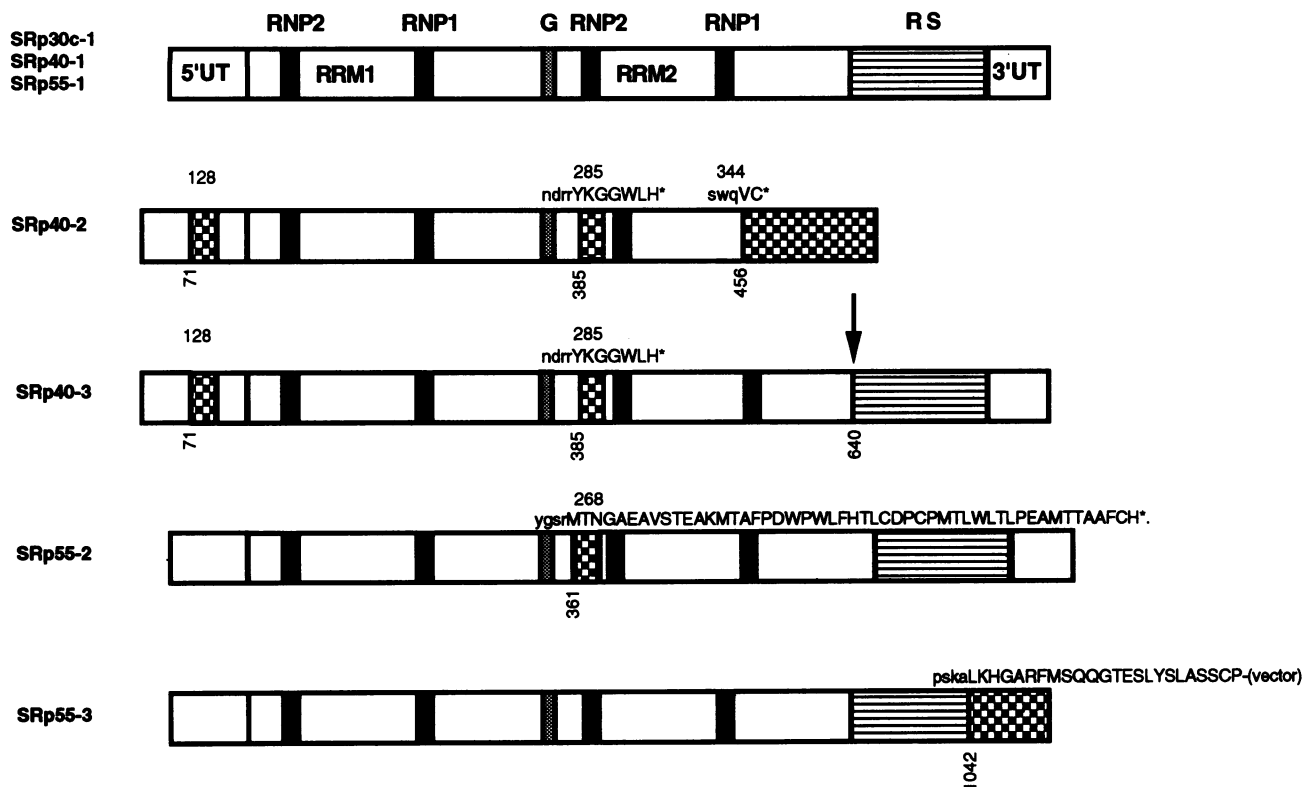 RNP2 RNP1 G RNP2 RNP1 RS
SRp30c-1
SRp40-1
SRp55-1
5'UT RRM1 RRM2 3'UT
128 285 344
ndrrYKGGWLH* swqVC*
SRp40-2
71 385 456
128 285
ndrrYKGGWLH*
SRp40-3
71 385 640
268
ygsrMTNGAEAVSTEAKMTAFPDWPWLFHTLCDPCPMTLWLTLPEAMTTAAFCH*.
SRp55-2
361
pskaLKHGARFMSQQGTESLYSLASSCP-(vector)
SRp55-3
1042